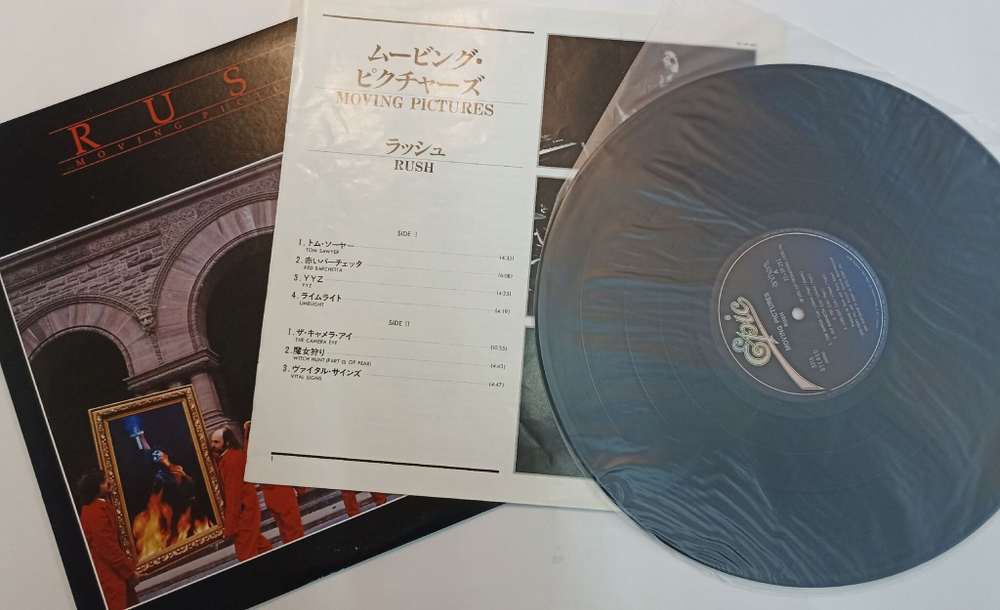 RUS
MOVING PICTU
ムービング・
ピクチャーズ
MOVING PICTURES
ラッシュ
RUSH
SIDE I
1. トム・ソーヤー (4:33)
TOM SAWYER
2. 赤いバーチェッタ (6:08)
RED BARCHETTA
3. YYZ (4:23)
YYZ
4. ライムライト (4:19)
LIMELIGHT
SIDE II
1. ザ・キャメラ・アイ (10:55)
THE CAMERA EYE
2. 魔女狩り (4:43)
WITCH HUNT (PART III OF FEAR)
3. ヴァイタル・サインズ (4:47)
VITAL SIGNS
1
Epic
MOVING PICTURES
RUSH